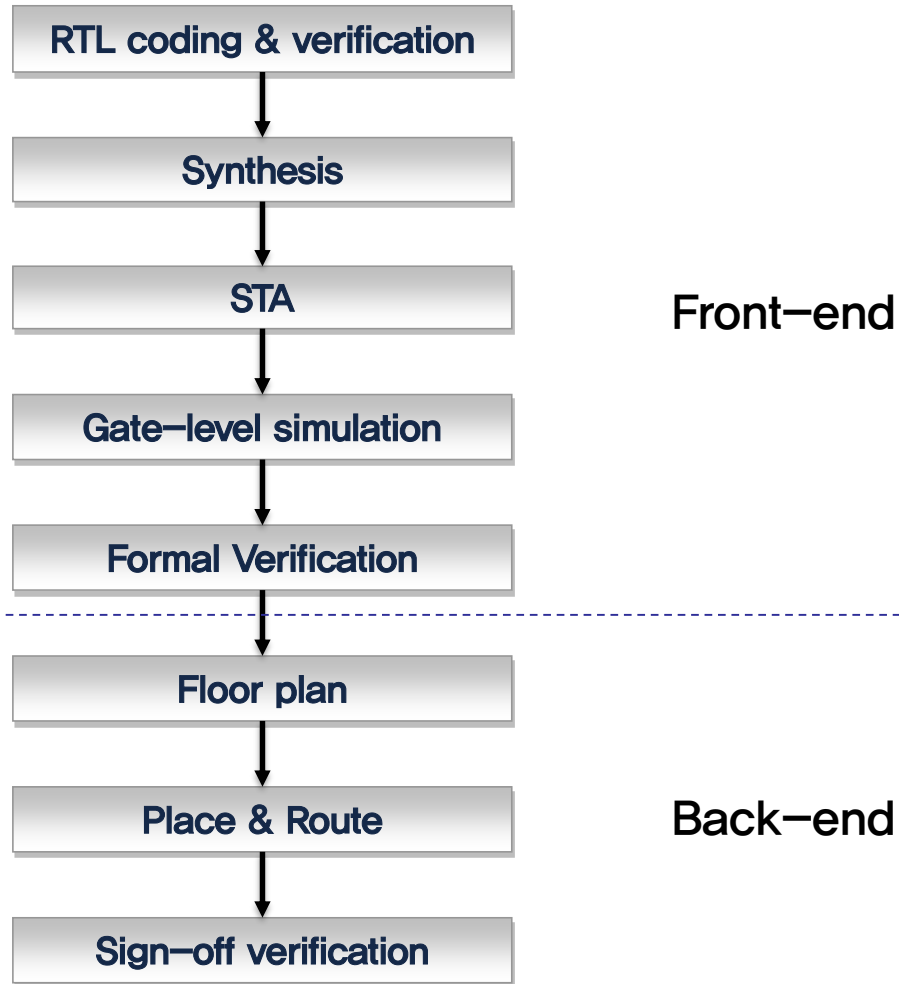 RTL coding & verification
Synthesis
STA
Front-end
Gate-level simulation
Formal Verification
Floor plan
Place & Route
Back-end
Sign-off verification